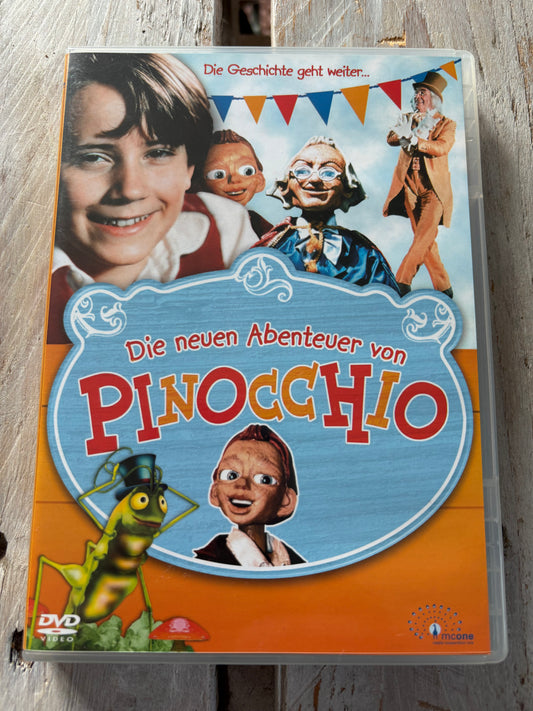 Die Geschichte geht weiter...
Die neuen Abenteuer von
PINOCCHIO
DVD
VIDEO
mcone